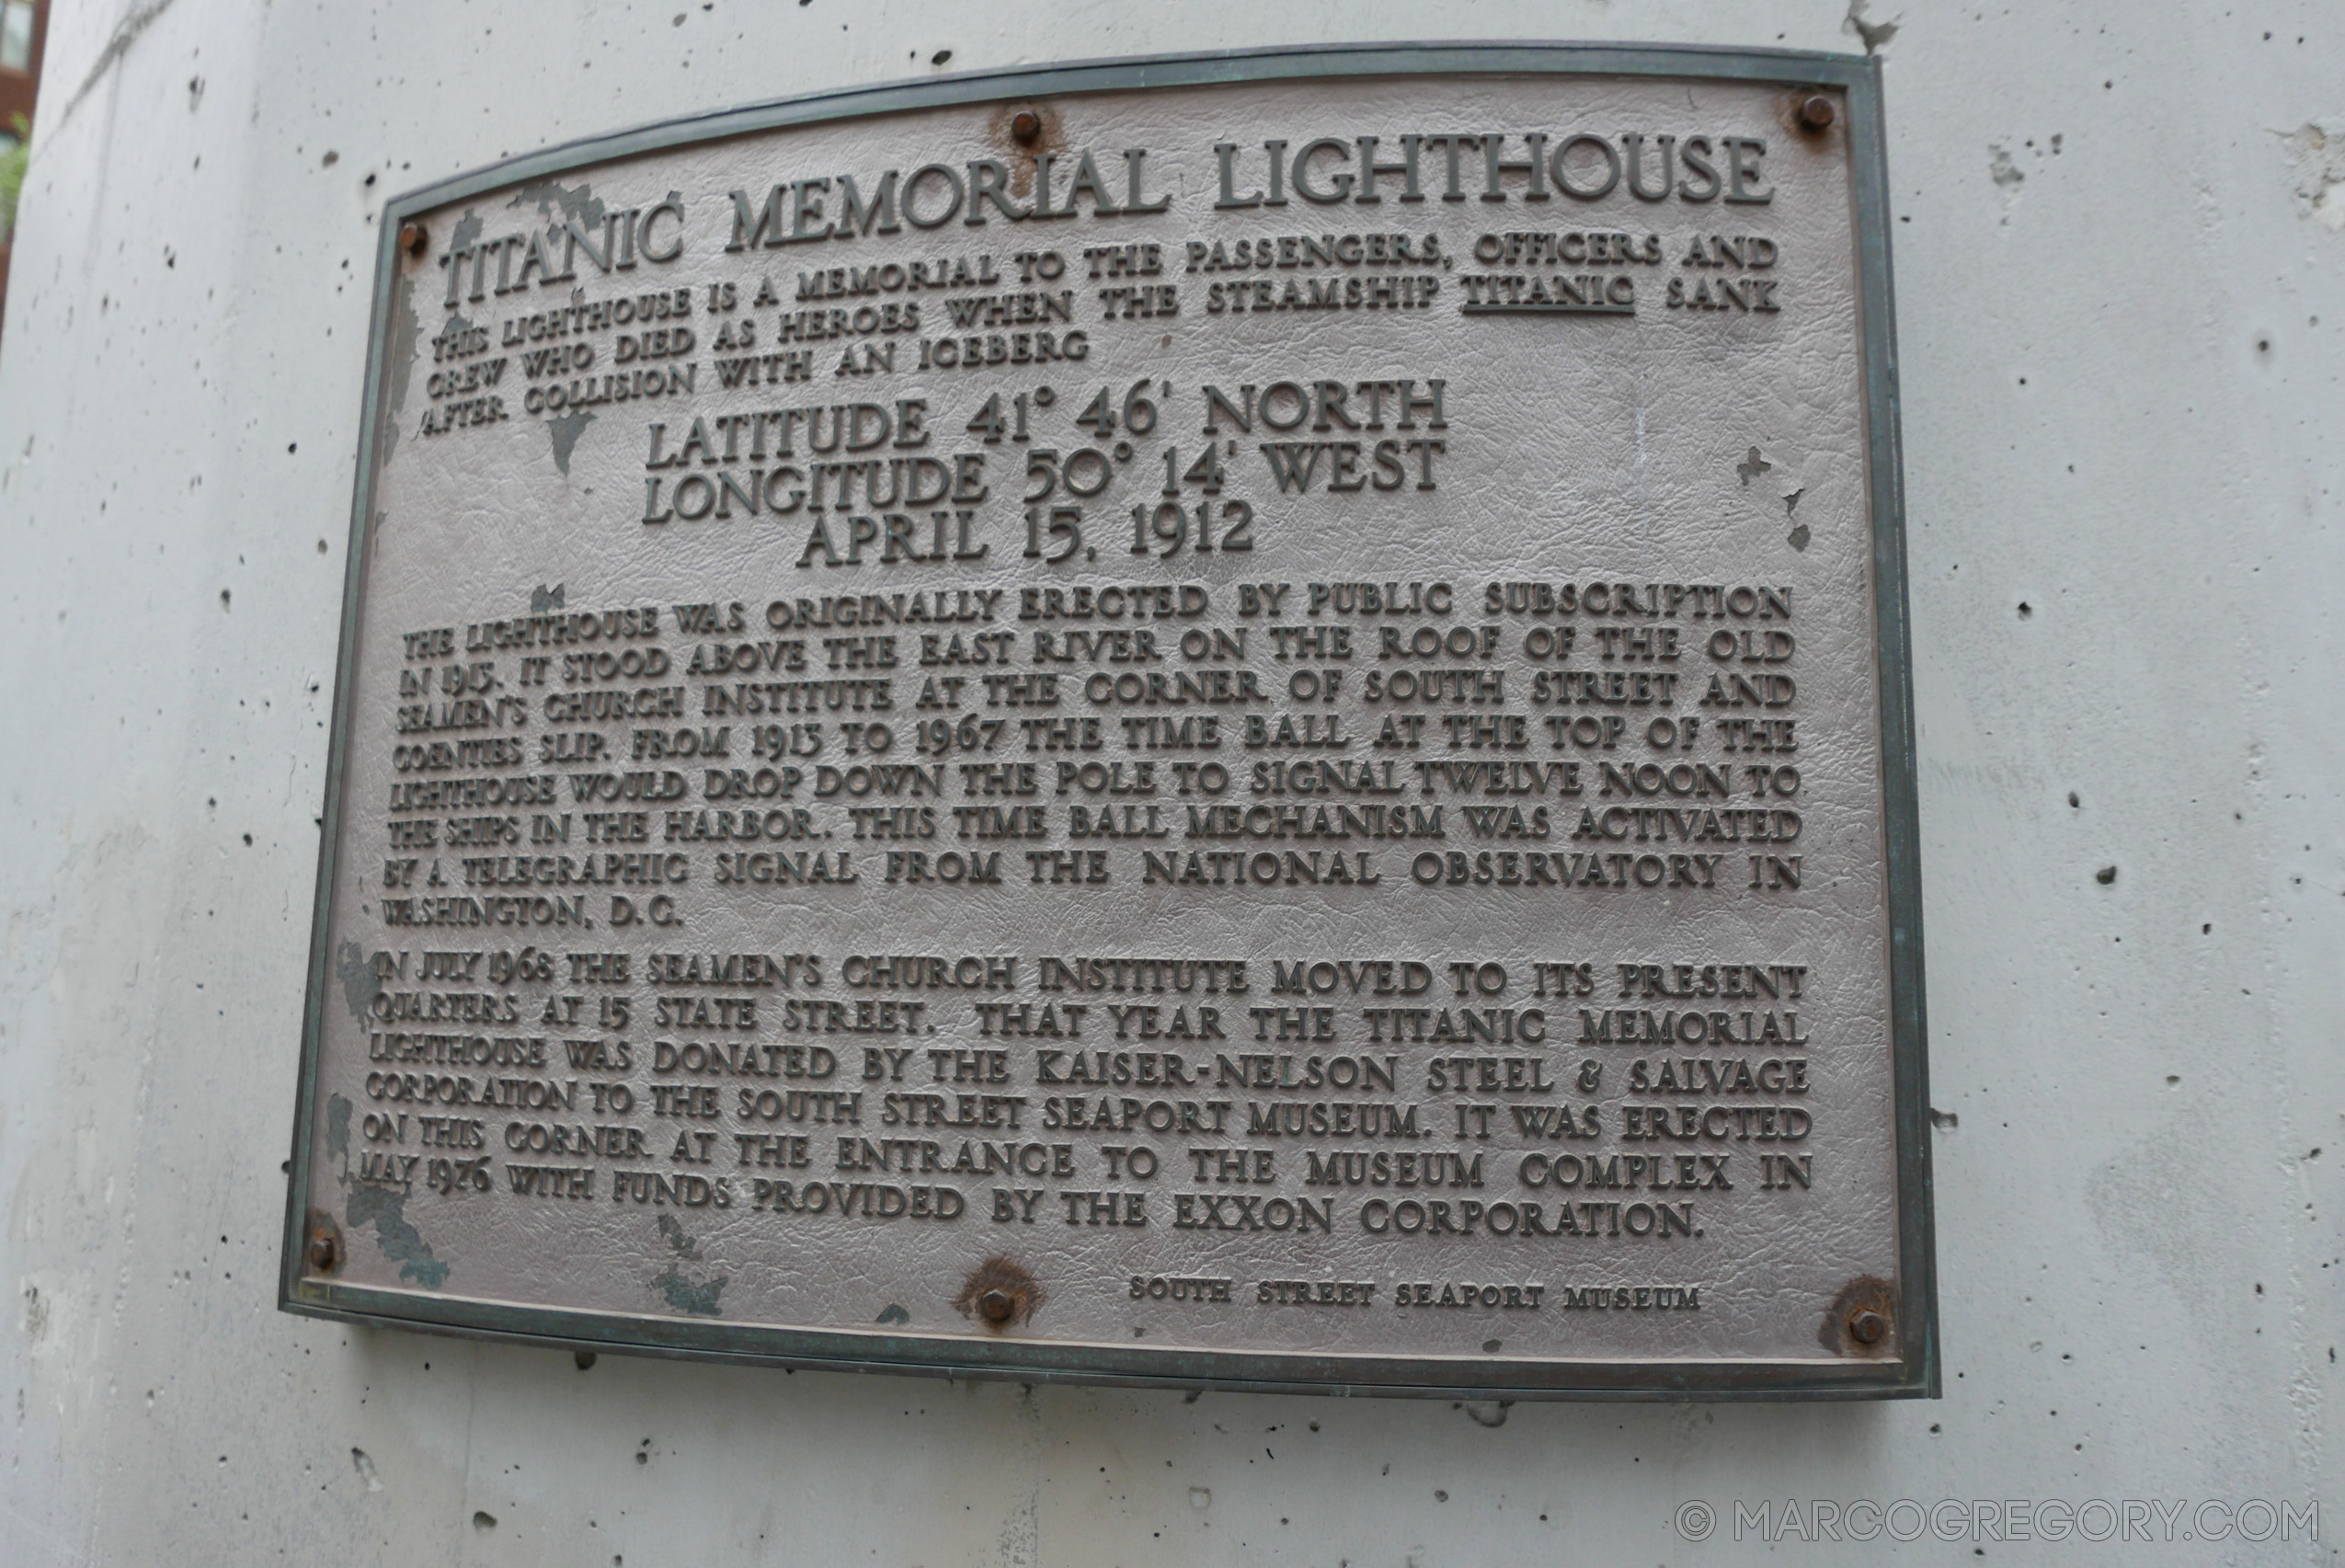 TITANIC MEMORIAL LIGHTHOUSE
THIS LIGHTHOUSE IS A MEMORIAL TO THE PASSENGERS, OFFICERS AND
CREW WHO DIED AS HEROES WHEN THE STEAMSHIP TITANIC SANK
AFTER COLLISION WITH AN ICEBERG
LATITUDE 41° 46' NORTH
LONGITUDE 50° 14' WEST
APRIL 15, 1912
THE LIGHTHOUSE WAS ORIGINALLY ERECTED BY PUBLIC SUBSCRIPTION
IN 1913. IT STOOD ABOVE THE EAST RIVER ON THE ROOF OF THE OLD
SEAMEN'S CHURCH INSTITUTE AT THE CORNER OF SOUTH STREET AND
COENTIES SLIP. FROM 1913 TO 1967 THE TIME BALL AT THE TOP OF THE
LIGHTHOUSE WOULD DROP DOWN THE POLE TO SIGNAL TWELVE NOON TO
THE SHIPS IN THE HARBOR. THIS TIME BALL MECHANISM WAS ACTIVATED
BY A TELEGRAPHIC SIGNAL FROM THE NATIONAL OBSERVATORY IN
WASHINGTON, D.C.
IN JULY 1968 THE SEAMEN'S CHURCH INSTITUTE MOVED TO ITS PRESENT
QUARTERS AT 15 STATE STREET. THAT YEAR THE TITANIC MEMORIAL
LIGHTHOUSE WAS DONATED BY THE KAISER-NELSON STEEL & SALVAGE
CORPORATION TO THE SOUTH STREET SEAPORT MUSEUM. IT WAS ERECTED
ON THIS CORNER AT THE ENTRANCE TO THE MUSEUM COMPLEX IN
MAY 1976 WITH FUNDS PROVIDED BY THE EXXON CORPORATION.
SOUTH STREET SEAPORT MUSEUM
© MARCOGREGORY.COM